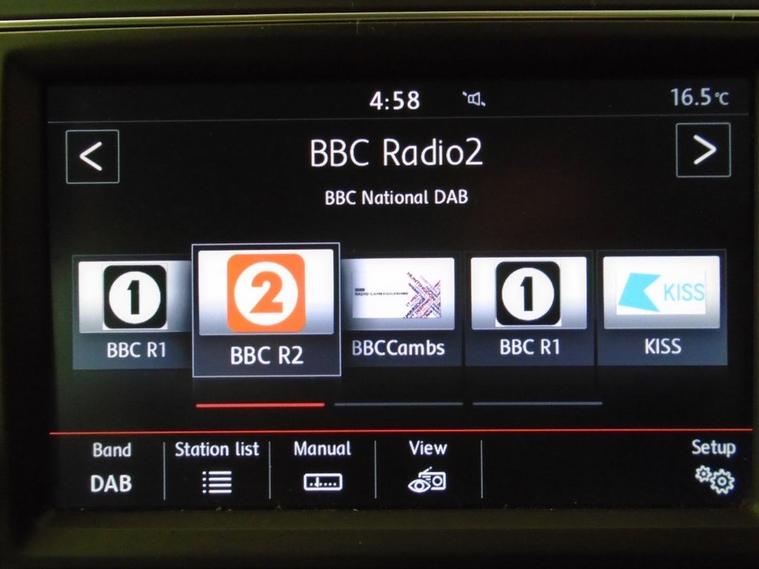 4:58
16.5°C
<
BBC Radio2
>
BBC National DAB
1
2
1
KISS
BBC R1
BBC R2
BBCCambs
BBC R1
KISS
Band
Station list
Manual
View
Setup
DAB